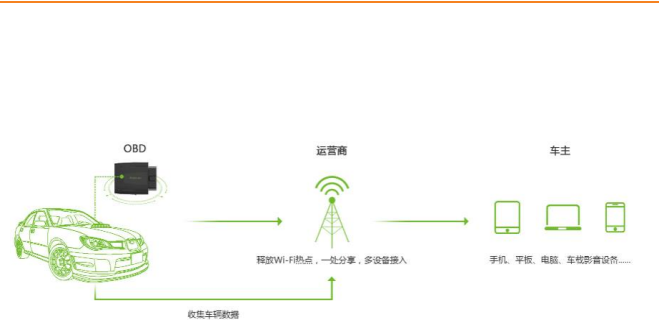 OBD
运营商
车主
释放Wi-Fi热点，一处分享，多设备接入
手机、平板、电脑、车载影音设备......
收集车辆数据